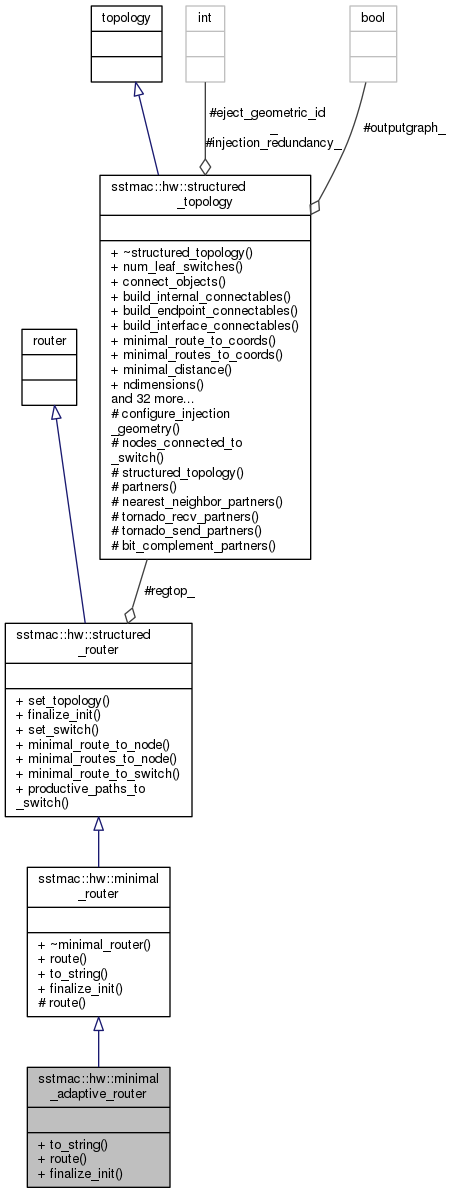 topology
int
bool
#eject_geometric_id
_
#injection_redundancy_
#outputgraph_
sstmac::hw::structured
_topology
+ ~structured_topology()
+ num_leaf_switches()
+ connect_objects()
+ build_internal_connectables()
+ build_endpoint_connectables()
+ build_interface_connectables()
+ minimal_route_to_coords()
+ minimal_routes_to_coords()
+ minimal_distance()
+ ndimensions()
and 32 more...
# configure_injection
_geometry()
# nodes_connected_to
_switch()
# structured_topology()
# partners()
# nearest_neighbor_partners()
# tornado_recv_partners()
# tornado_send_partners()
# bit_complement_partners()
router
#regtop_
sstmac::hw::structured
_router
+ set_topology()
+ finalize_init()
+ set_switch()
+ minimal_route_to_node()
+ minimal_routes_to_node()
+ minimal_route_to_switch()
+ productive_paths_to
_switch()
sstmac::hw::minimal
_router
+ ~minimal_router()
+ route()
+ to_string()
+ finalize_init()
# route()
sstmac::hw::minimal
_adaptive_router
+ to_string()
+ route()
+ finalize_init()